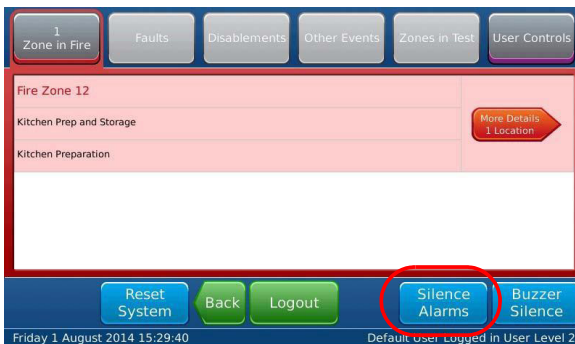 1
Zone in Fire
Faults
Disablements
Other Events
Zones in Test
User Controls
Fire Zone 12
Kitchen Prep and Storage
Kitchen Preparation
More Details
1 Location
Reset
System
Back
Logout
Silence
Alarms
Buzzer
Silence
Friday 1 August 2014 15:29:40
Default User Logged in User Level 2